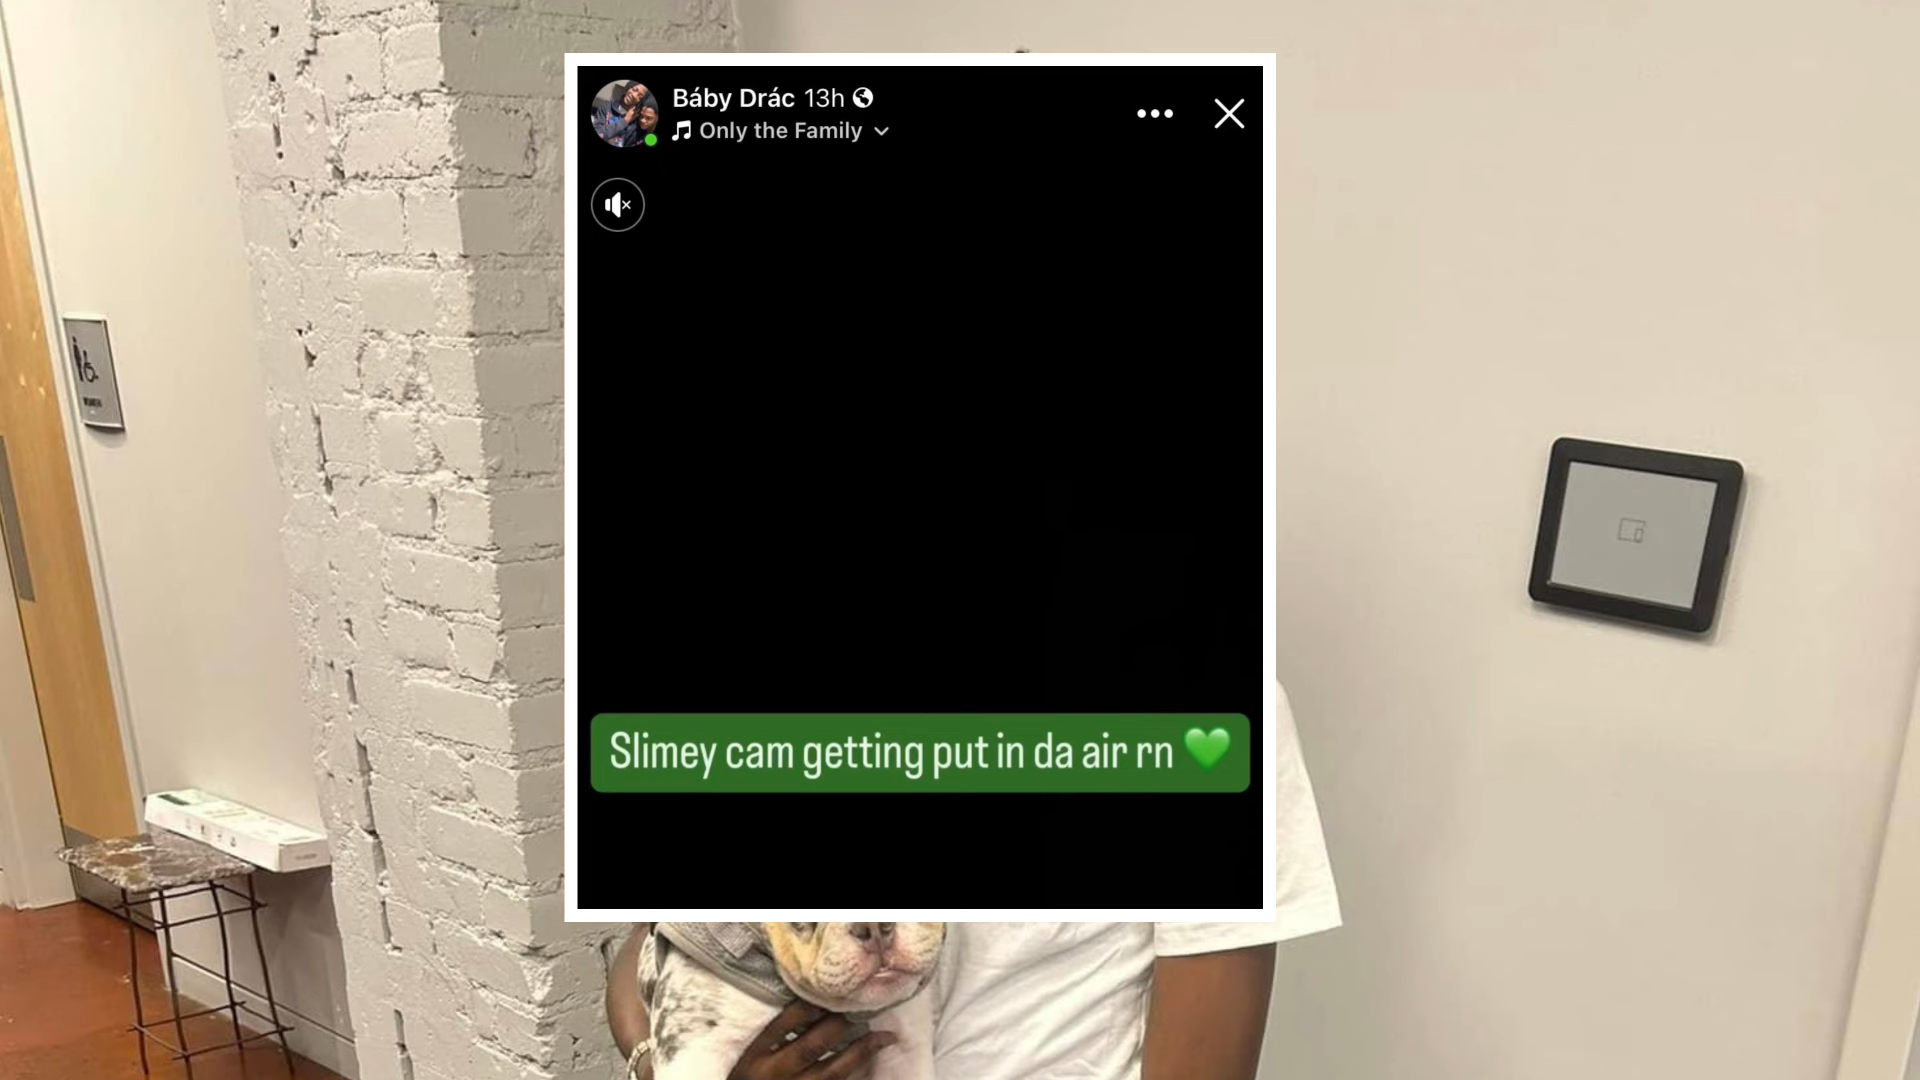 Báby Drác 13h
Only the Family
Slimey cam getting put in da air rn 💚